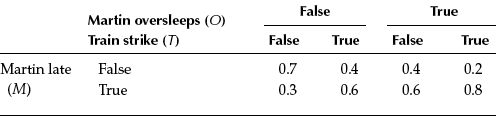 Martin oversleeps (O) False True
Train strike (T) False True False True
Martin late False 0.7 0.4 0.4 0.2
(M) True 0.3 0.6 0.6 0.8